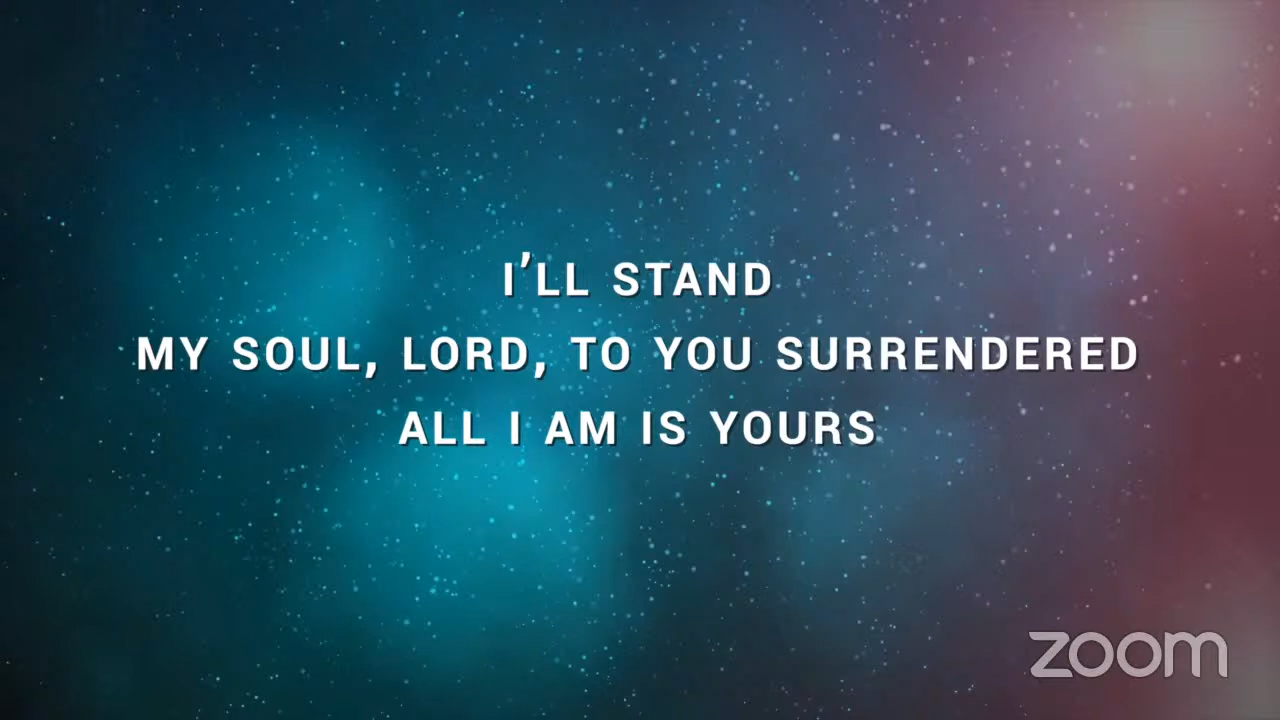 I'LL STAND
MY SOUL, LORD, TO YOU SURRENDERED
ALL I AM IS YOURS
zoom